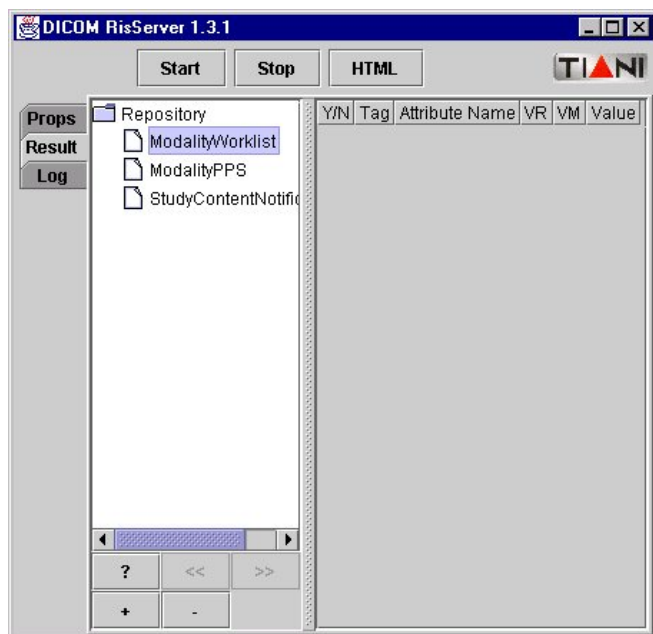 DICOM RisServer 1.3.1
Start Stop HTML
TIANI
Props
Result
Log
Repository
ModalityWorklist
ModalityPPS
StudyContentNotific
Y/N Tag Attribute Name VR VM Value
? << >>
+ -